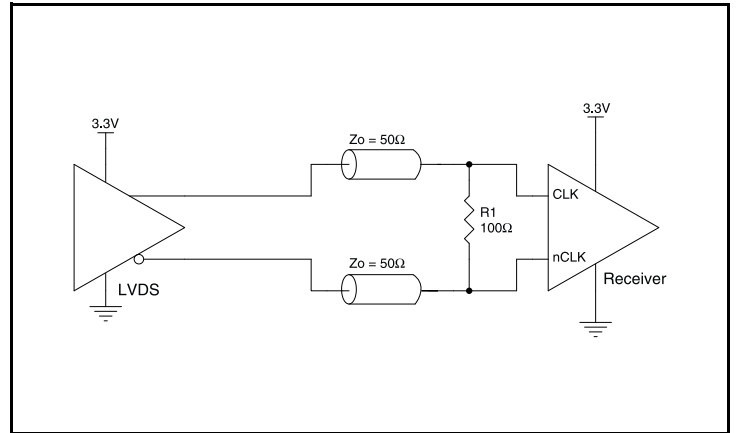 3.3V
3.3V
Zo = 50Ω
CLK
R1
100Ω
nCLK
Zo = 50Ω
LVDS
Receiver